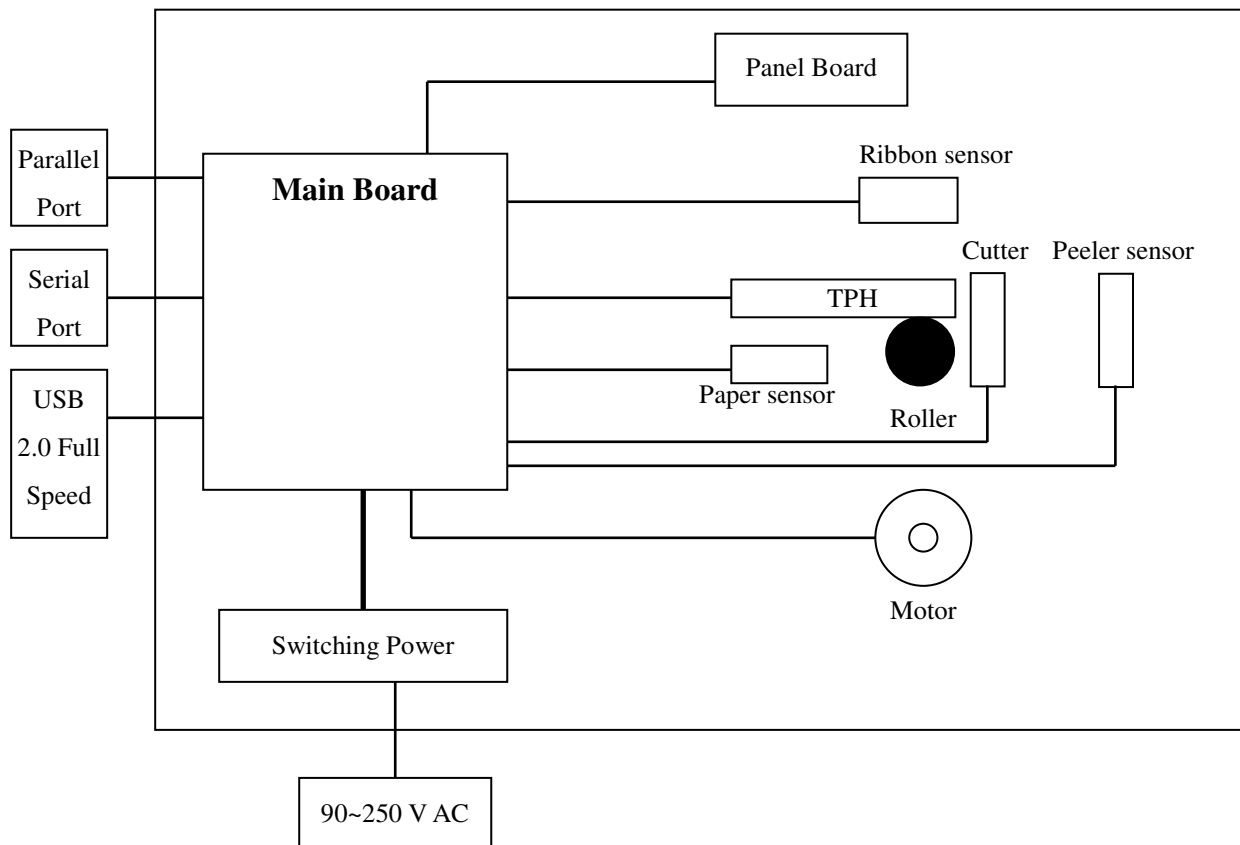 Panel Board
Parallel
Port
Main Board
Ribbon sensor
Serial
Port
Cutter
Peeler sensor
TPH
USB
2.0 Full
Speed
Paper sensor
Roller
Motor
Switching Power
90~250 V AC